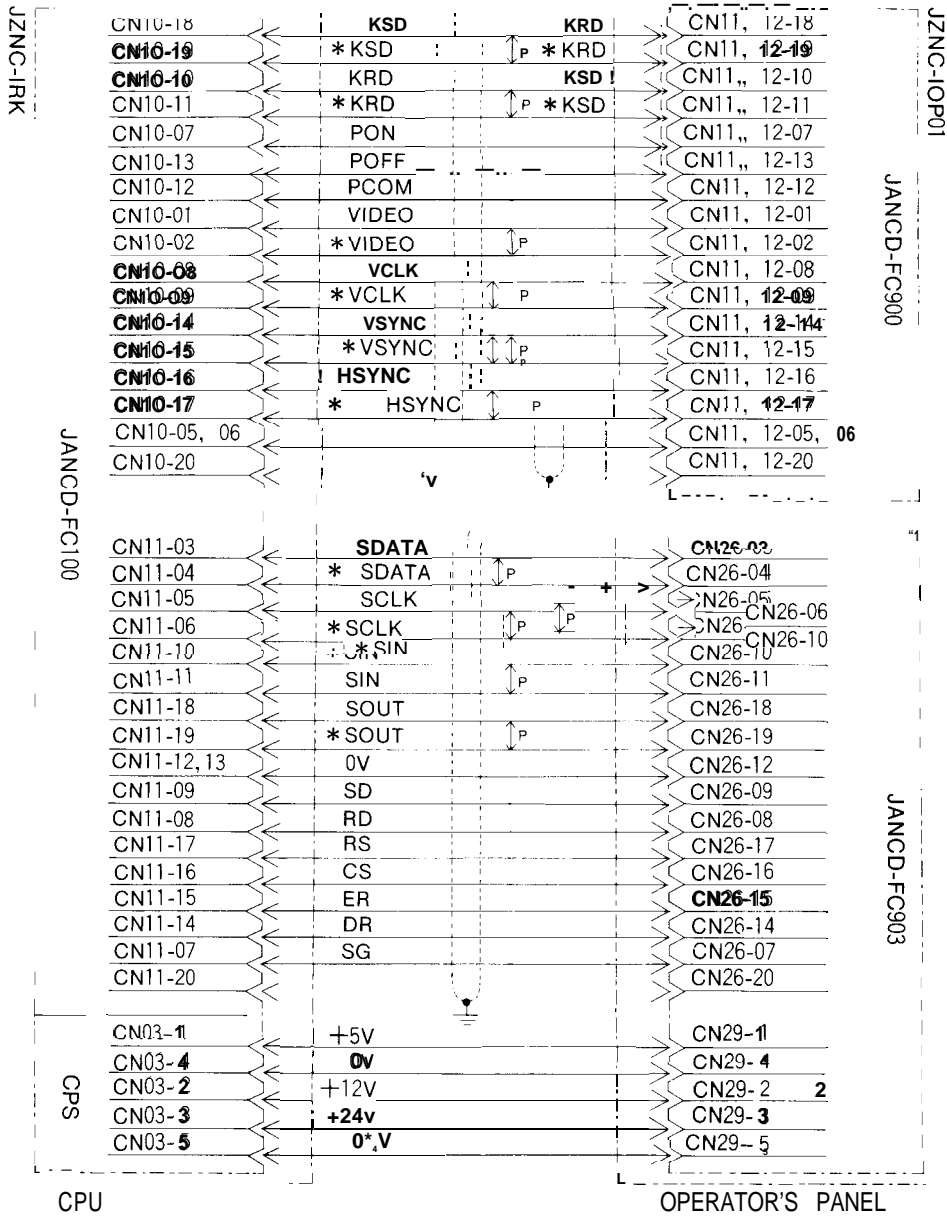 JZNC-IRK
JZNC-IOP01
CN10-18 KSD KRD CN11, 12-18
CN10-19 *KSD P *KRD CN11, 12-19
CN10-10 KRD KSD CN11,, 12-10
CN10-11 *KRD P *KSD CN11,, 12-11
CN10-07 PON CN11,, 12-07
CN10-13 POFF CN11,, 12-13
CN10-12 PCOM CN11, 12-12
CN10-01 VIDEO CN11, 12-01
CN10-02 *VIDEO P CN11, 12-02
CN10-08 VCLK CN11, 12-08
CN10-09 *VCLK P CN11, 12-09
CN10-14 VSYNC CN11, 12-14
CN10-15 *VSYNC P CN11, 12-15
CN10-16 HSYNC CN11, 12-16
CN10-17 * HSYNC P CN11, 12-17
CN10-05, 06 CN11, 12-05, 06
CN10-20 CN11, 12-20
JANCD-FC900
JANCD-FC100
CN11-03 SDATA CN26-03
CN11-04 * SDATA P - + > CN26-04
CN11-05 SCLK CN26-05
CN26-06
CN11-06 *SCLK P P CN26
CN26-10
CN11-10 *SIN CN26-10
CN11-11 SIN P CN26-11
CN11-18 SOUT CN26-18
CN11-19 *SOUT P CN26-19
CN11-12,13 0V CN26-12
CN11-09 SD CN26-09
CN11-08 RD CN26-08
CN11-17 RS CN26-17
CN11-16 CS CN26-16
CN11-15 ER CN26-15
CN11-14 DR CN26-14
CN11-07 SG CN26-07
CN11-20 CN26-20
JANCD-FC903
CPS
CN03-1 +5V CN29-1
CN03-4 0V CN29-4
CN03-2 +12V CN29-2 2
CN03-3 +24v CN29-3
CN03-5 0*4V CN29--5
CPU OPERATOR'S PANEL